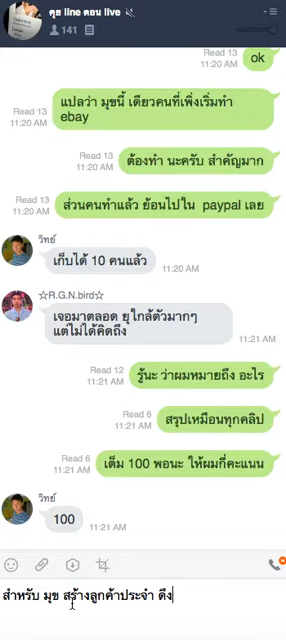 คุย line ตอน live
141
Read 13
11:20 AM
ok
Read 13
11:20 AM
แปลว่า มุขนี้ เดียวคนที่เพิ่งเริ่มทำ
ebay
Read 13
11:20 AM
ต้องทำ นะครับ สำคัญมาก
Read 13
11:20 AM
ส่วนคนทำแล้ว ย้อนไปใน paypal เลย
วิทย์
เก็บได้ 10 คนแล้ว
11:20 AM
☆R.G.N.bird☆
เจอมาตลอด ยุใกล้ตัวมากๆ
แต่ไม่ได้คิดถึง
11:21 AM
Read 12
11:21 AM
รู้นะ ว่าผมหมายถึง อะไร
Read 6
11:21 AM
สรุปเหมือนทุกคลิป
Read 6
11:21 AM
เต็ม 100 พอนะ ให้ผมกี่คะแนน
วิทย์
100
11:21 AM
สำหรับ มุข สร้างลูกค้าประจำ ดึง